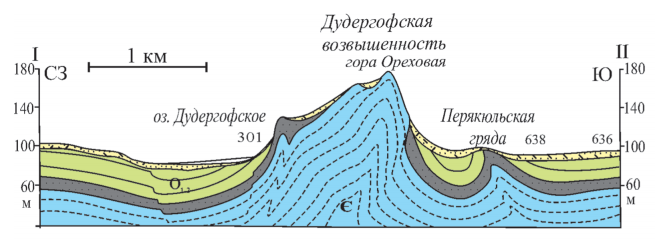 Дудергофская
возвышенность
гора Ореховая
I
II
1 км
180
СЗ
180
Ю
140
оз. Дудергофское
Перякюльская
140
301
гряда
638
636
100
100
60
O₁₋₂
60
м
Є
м